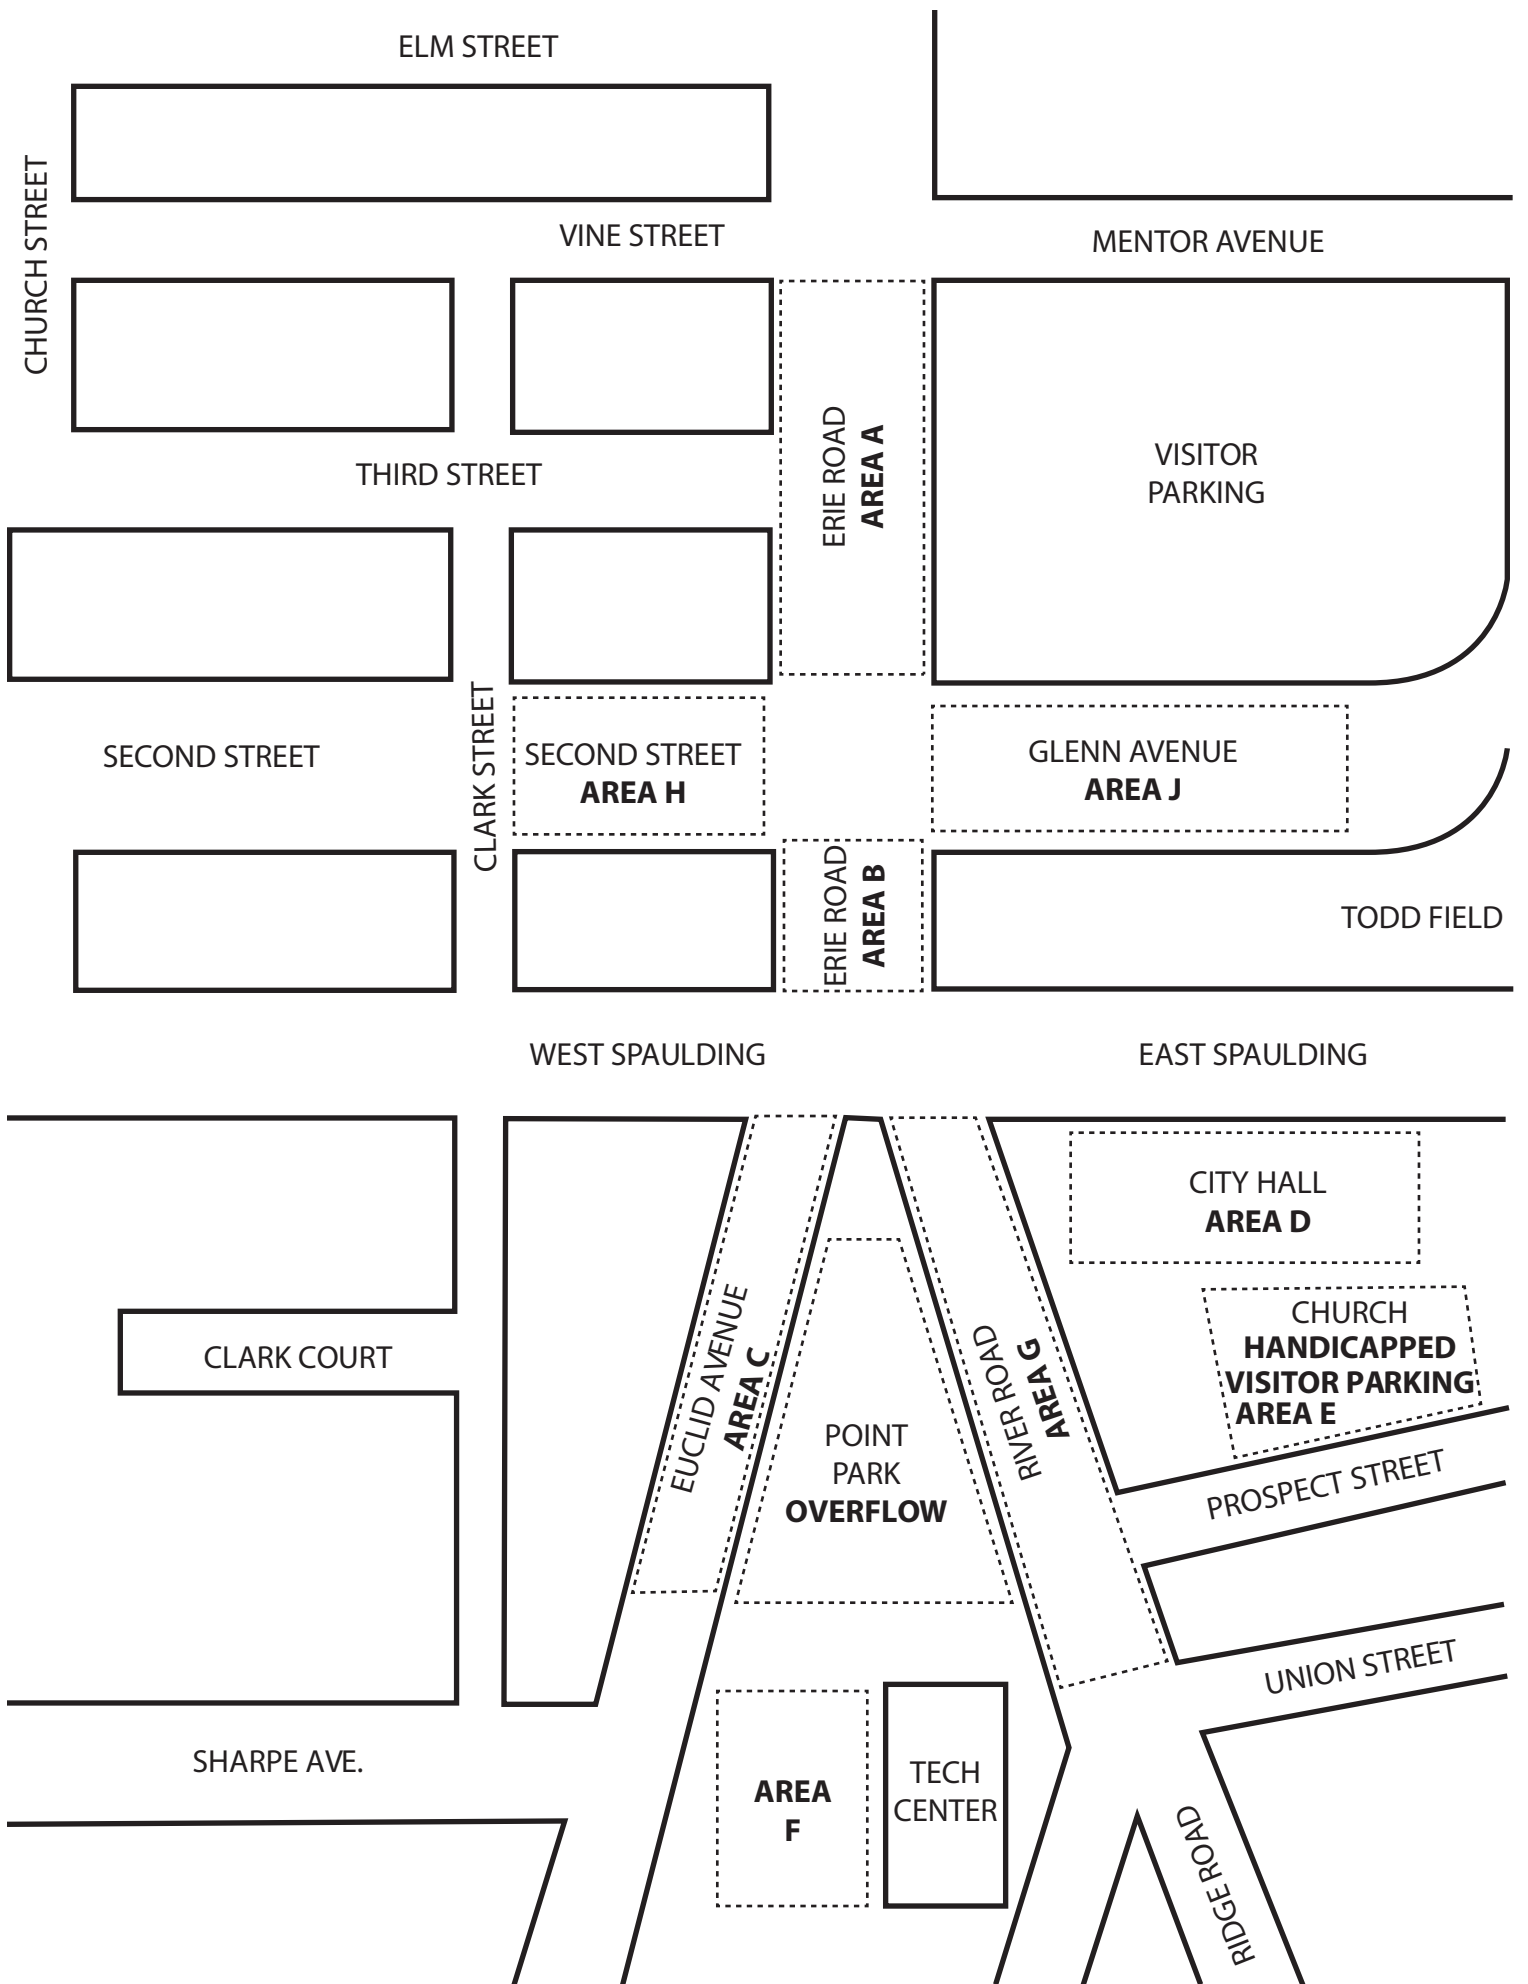 ELM STREET
CHURCH STREET
VINE STREET
MENTOR AVENUE
THIRD STREET
ERIE ROAD
AREA A
VISITOR
PARKING
SECOND STREET
CLARK STREET
SECOND STREET
AREA H
GLENN AVENUE
AREA J
ERIE ROAD
AREA B
TODD FIELD
WEST SPAULDING
EAST SPAULDING
CITY HALL
AREA D
CHURCH
HANDICAPPED
VISITOR PARKING
AREA E
CLARK COURT
EUCLID AVENUE
AREA C
POINT
PARK
OVERFLOW
RIVER ROAD
AREA G
PROSPECT STREET
UNION STREET
SHARPE AVE.
AREA
F
TECH
CENTER
RIDGE ROAD